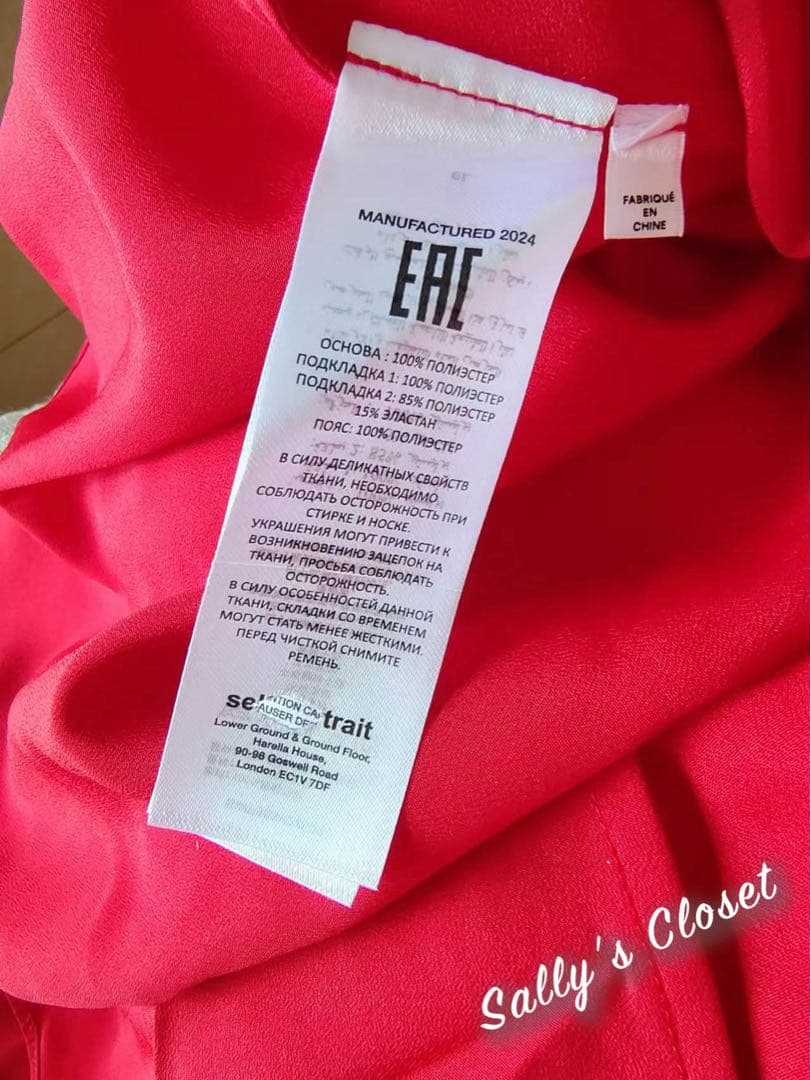 MANUFACTURED 2024
EAC
ОСНОВА : 100% ПОЛИЭСТЕР
ПОДКЛАДКА 1: 100% ПОЛИЭСТЕР
ПОДКЛАДКА 2: 85% ПОЛИЭСТЕР
15% ЭЛАСТАН
ПОЯС: 100% ПОЛИЭСТЕР
В СИЛУ ДЕЛИКАТНЫХ СВОЙСТВ
ТКАНИ, НЕОБХОДИМО
СОБЛЮДАТЬ ОСТОРОЖНОСТЬ ПРИ
СТИРКЕ И НОСКЕ.
УКРАШЕНИЯ МОГУТ ПРИВЕСТИ К
ВОЗНИКНОВЕНИЮ ЗАЦЕПОК НА
ТКАНИ, ПРОСЬБА СОБЛЮДАТЬ
ОСТОРОЖНОСТЬ.
В СИЛУ ОСОБЕННОСТЕЙ ДАННОЙ
ТКАНИ, СКЛАДКИ СО ВРЕМЕНЕМ
МОГУТ СТАТЬ МЕНЕЕ ЖЕСТКИМИ.
ПЕРЕД ЧИСТКОЙ СНИМИТЕ
РЕМЕНЬ.
trait
Lower Ground & Ground Floor,
Harella House,
90-98 Goswell Road
London EC1V 7DF
FABRIQUÉ
EN
CHINE
Sally's Closet